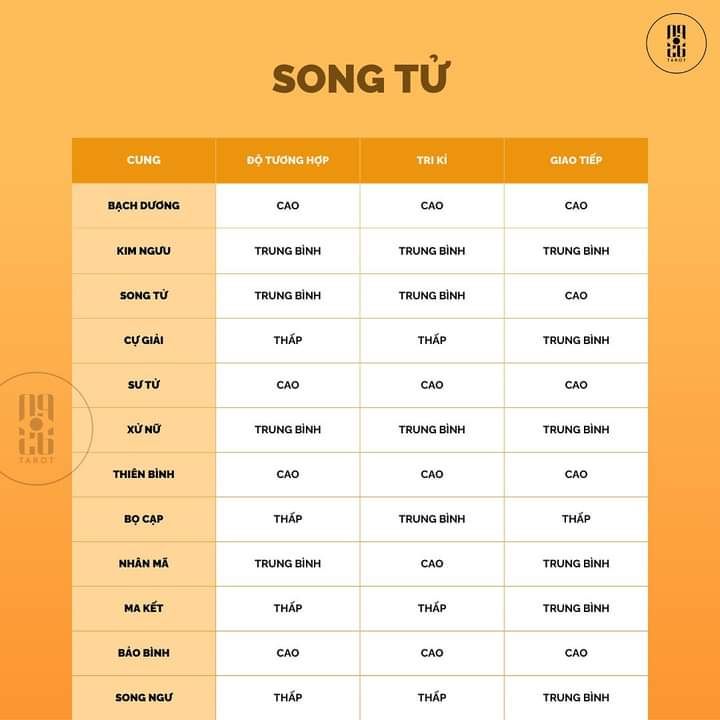 TAROT
SONG TỬ
CUNG ĐỘ TƯƠNG HỢP TRI KỈ GIAO TIẾP
BẠCH DƯƠNG CAO CAO CAO
KIM NGƯU TRUNG BÌNH TRUNG BÌNH TRUNG BÌNH
SONG TỬ TRUNG BÌNH TRUNG BÌNH CAO
CỰ GIẢI THẤP THẤP TRUNG BÌNH
SƯ TỬ CAO CAO CAO
XỬ NỮ TRUNG BÌNH TRUNG BÌNH TRUNG BÌNH
TAROT
THIÊN BÌNH CAO CAO CAO
BỌ CẠP THẤP TRUNG BÌNH THẤP
NHÂN MÃ TRUNG BÌNH CAO TRUNG BÌNH
MA KẾT THẤP THẤP TRUNG BÌNH
BẢO BÌNH CAO CAO CAO
SONG NGƯ THẤP THẤP TRUNG BÌNH